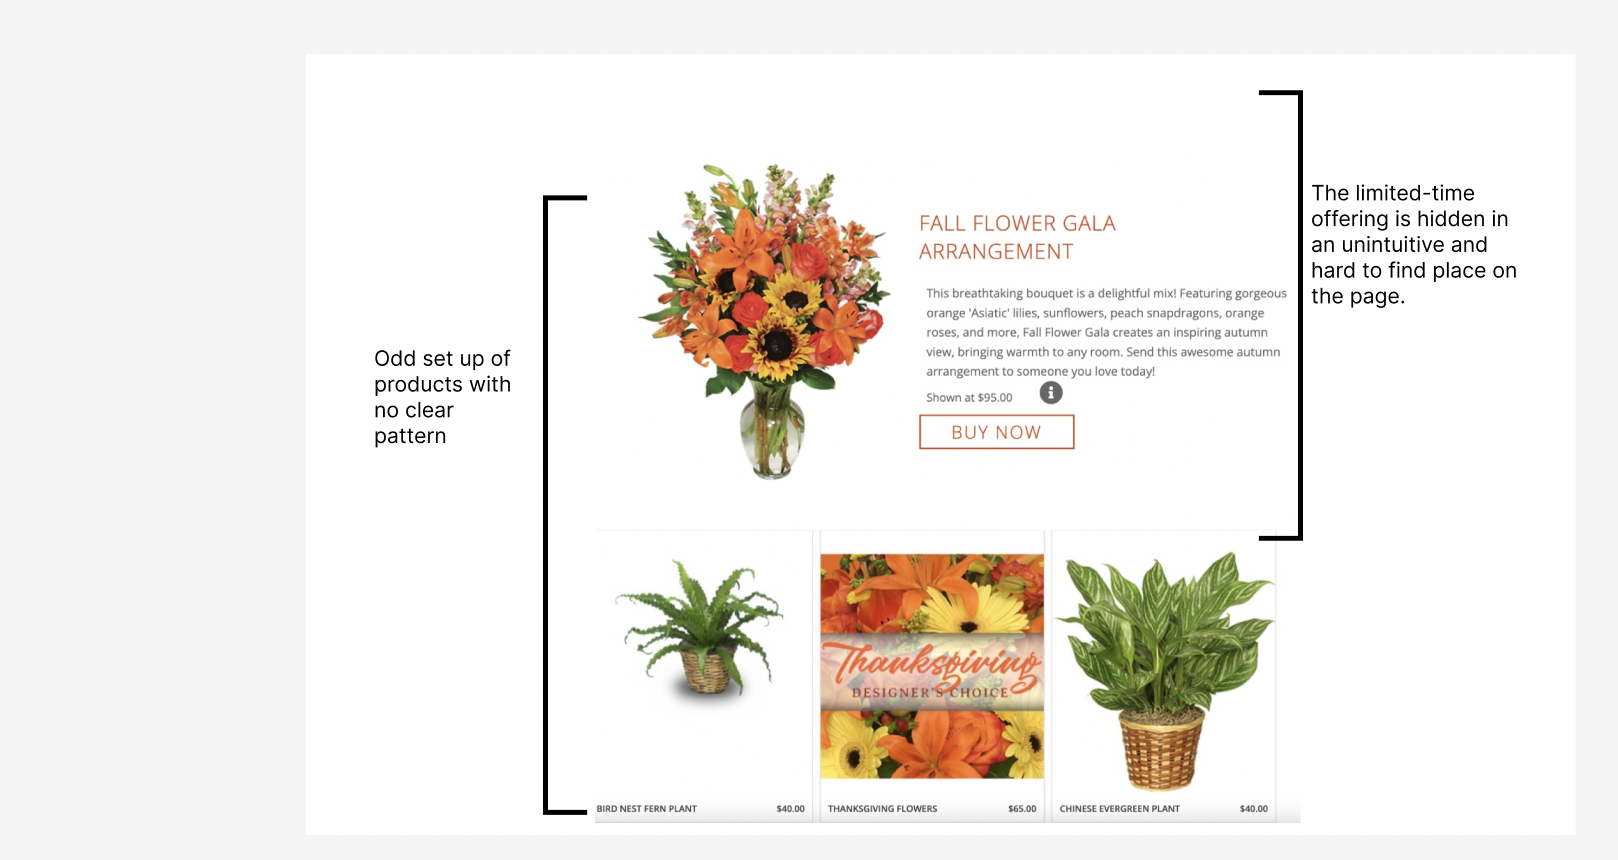 The limited-time
offering is hidden in
an unintuitive and
hard to find place on
the page.
FALL FLOWER GALA
ARRANGEMENT
This breathtaking bouquet is a delightful mix! Featuring gorgeous
orange 'Asiatic' lilies, sunflowers, peach snapdragons, orange
roses, and more, Fall Flower Gala creates an inspiring autumn
view, bringing warmth to any room. Send this awesome autumn
arrangement to someone you love today!
Shown at $95.00
i
BUY NOW
Odd set up of
products with
no clear
pattern
Thanksgiving
DESIGNER'S CHOICE
BIRD NEST FERN PLANT $40.00
THANKSGIVING FLOWERS $65.00
CHINESE EVERGREEN PLANT $40.00